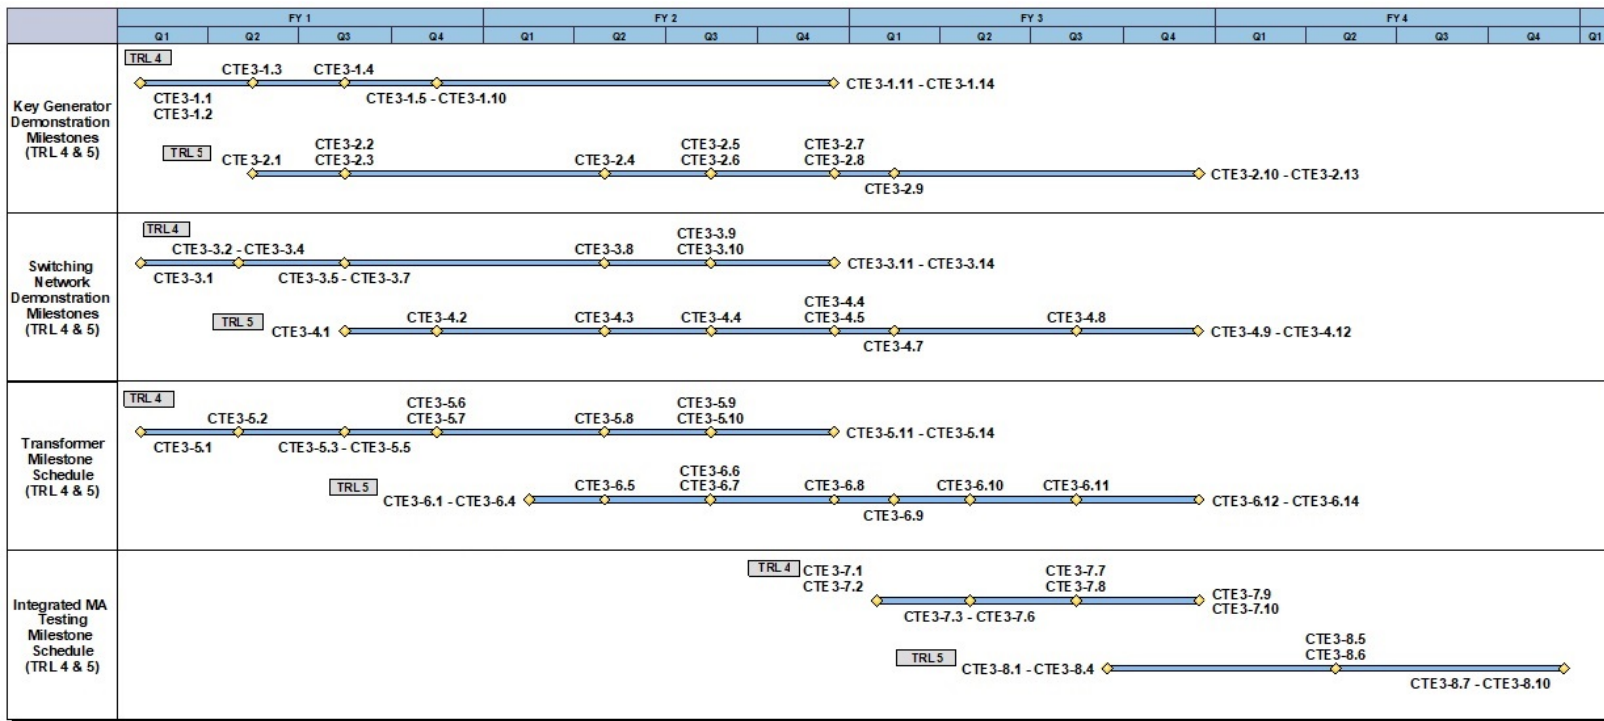 FY 1 FY 2 FY 3 FY 4
Q1 Q2 Q3 Q4 Q1 Q2 Q3 Q4 Q1 Q2 Q3 Q4 Q1 Q2 Q3 Q4 Q1
Key Generator
Demonstration
Milestones
(TRL 4 & 5)
TRL 4
CTE3-1.3 CTE3-1.4
CTE3-1.11 - CTE3-1.14
CTE3-1.1 CTE3-1.5 - CTE3-1.10
CTE3-1.2
TRL 5
CTE3-2.2 CTE3-2.5 CTE3-2.7
CTE3-2.1 CTE3-2.3 CTE3-2.4 CTE3-2.6 CTE3-2.8
CTE3-2.10 - CTE3-2.13
CTE3-2.9
Switching
Network
Demonstration
Milestones
(TRL 4 & 5)
TRL 4
CTE3-3.9
CTE3-3.2 - CTE3-3.4 CTE3-3.8 CTE3-3.10
CTE3-3.11 - CTE3-3.14
CTE3-3.1 CTE3-3.5 - CTE3-3.7
TRL 5
CTE3-4.4
CTE3-4.2 CTE3-4.3 CTE3-4.4 CTE3-4.5 CTE3-4.8
CTE3-4.1 CTE3-4.9 - CTE3-4.12
CTE3-4.7
Transformer
Milestone
Schedule
(TRL 4 & 5)
TRL 4
CTE3-5.6 CTE3-5.9
CTE3-5.2 CTE3-5.7 CTE3-5.8 CTE3-5.10
CTE3-5.11 - CTE3-5.14
CTE3-5.1 CTE3-5.3 - CTE3-5.5
TRL 5
CTE3-6.6
CTE3-6.5 CTE3-6.7 CTE3-6.8 CTE3-6.10 CTE3-6.11
CTE3-6.1 - CTE3-6.4 CTE3-6.12 - CTE3-6.14
CTE3-6.9
Integrated MA
Testing
Milestone
Schedule
(TRL 4 & 5)
TRL 4
CTE3-7.1 CTE3-7.7
CTE3-7.2 CTE3-7.8
CTE3-7.9
CTE3-7.10
CTE3-7.3 - CTE3-7.6
TRL 5
CTE3-8.5
CTE3-8.6
CTE3-8.1 - CTE3-8.4
CTE3-8.7 - CTE3-8.10